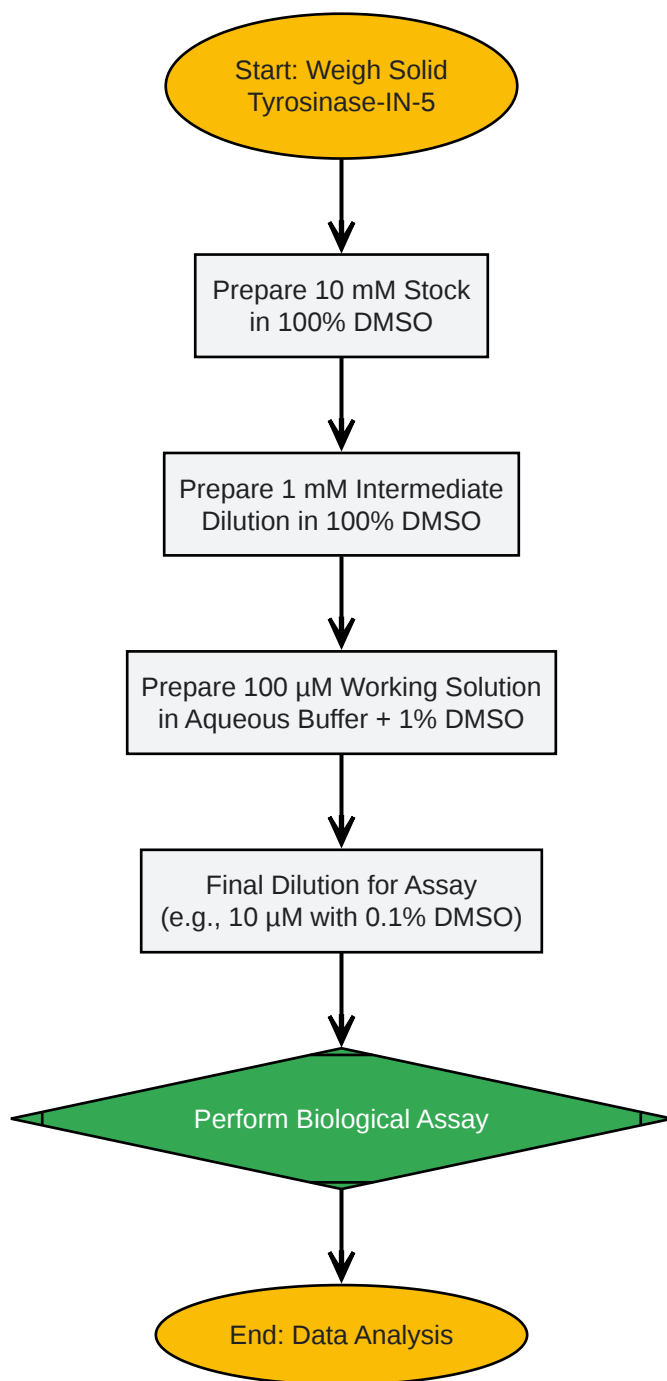 Start: Weigh Solid
Tyrosinase-IN-5
Prepare 10 mM Stock
in 100% DMSO
Prepare 1 mM Intermediate
Dilution in 100% DMSO
Prepare 100 µM Working Solution
in Aqueous Buffer + 1% DMSO
Final Dilution for Assay
(e.g., 10 µM with 0.1% DMSO)
Perform Biological Assay
End: Data Analysis